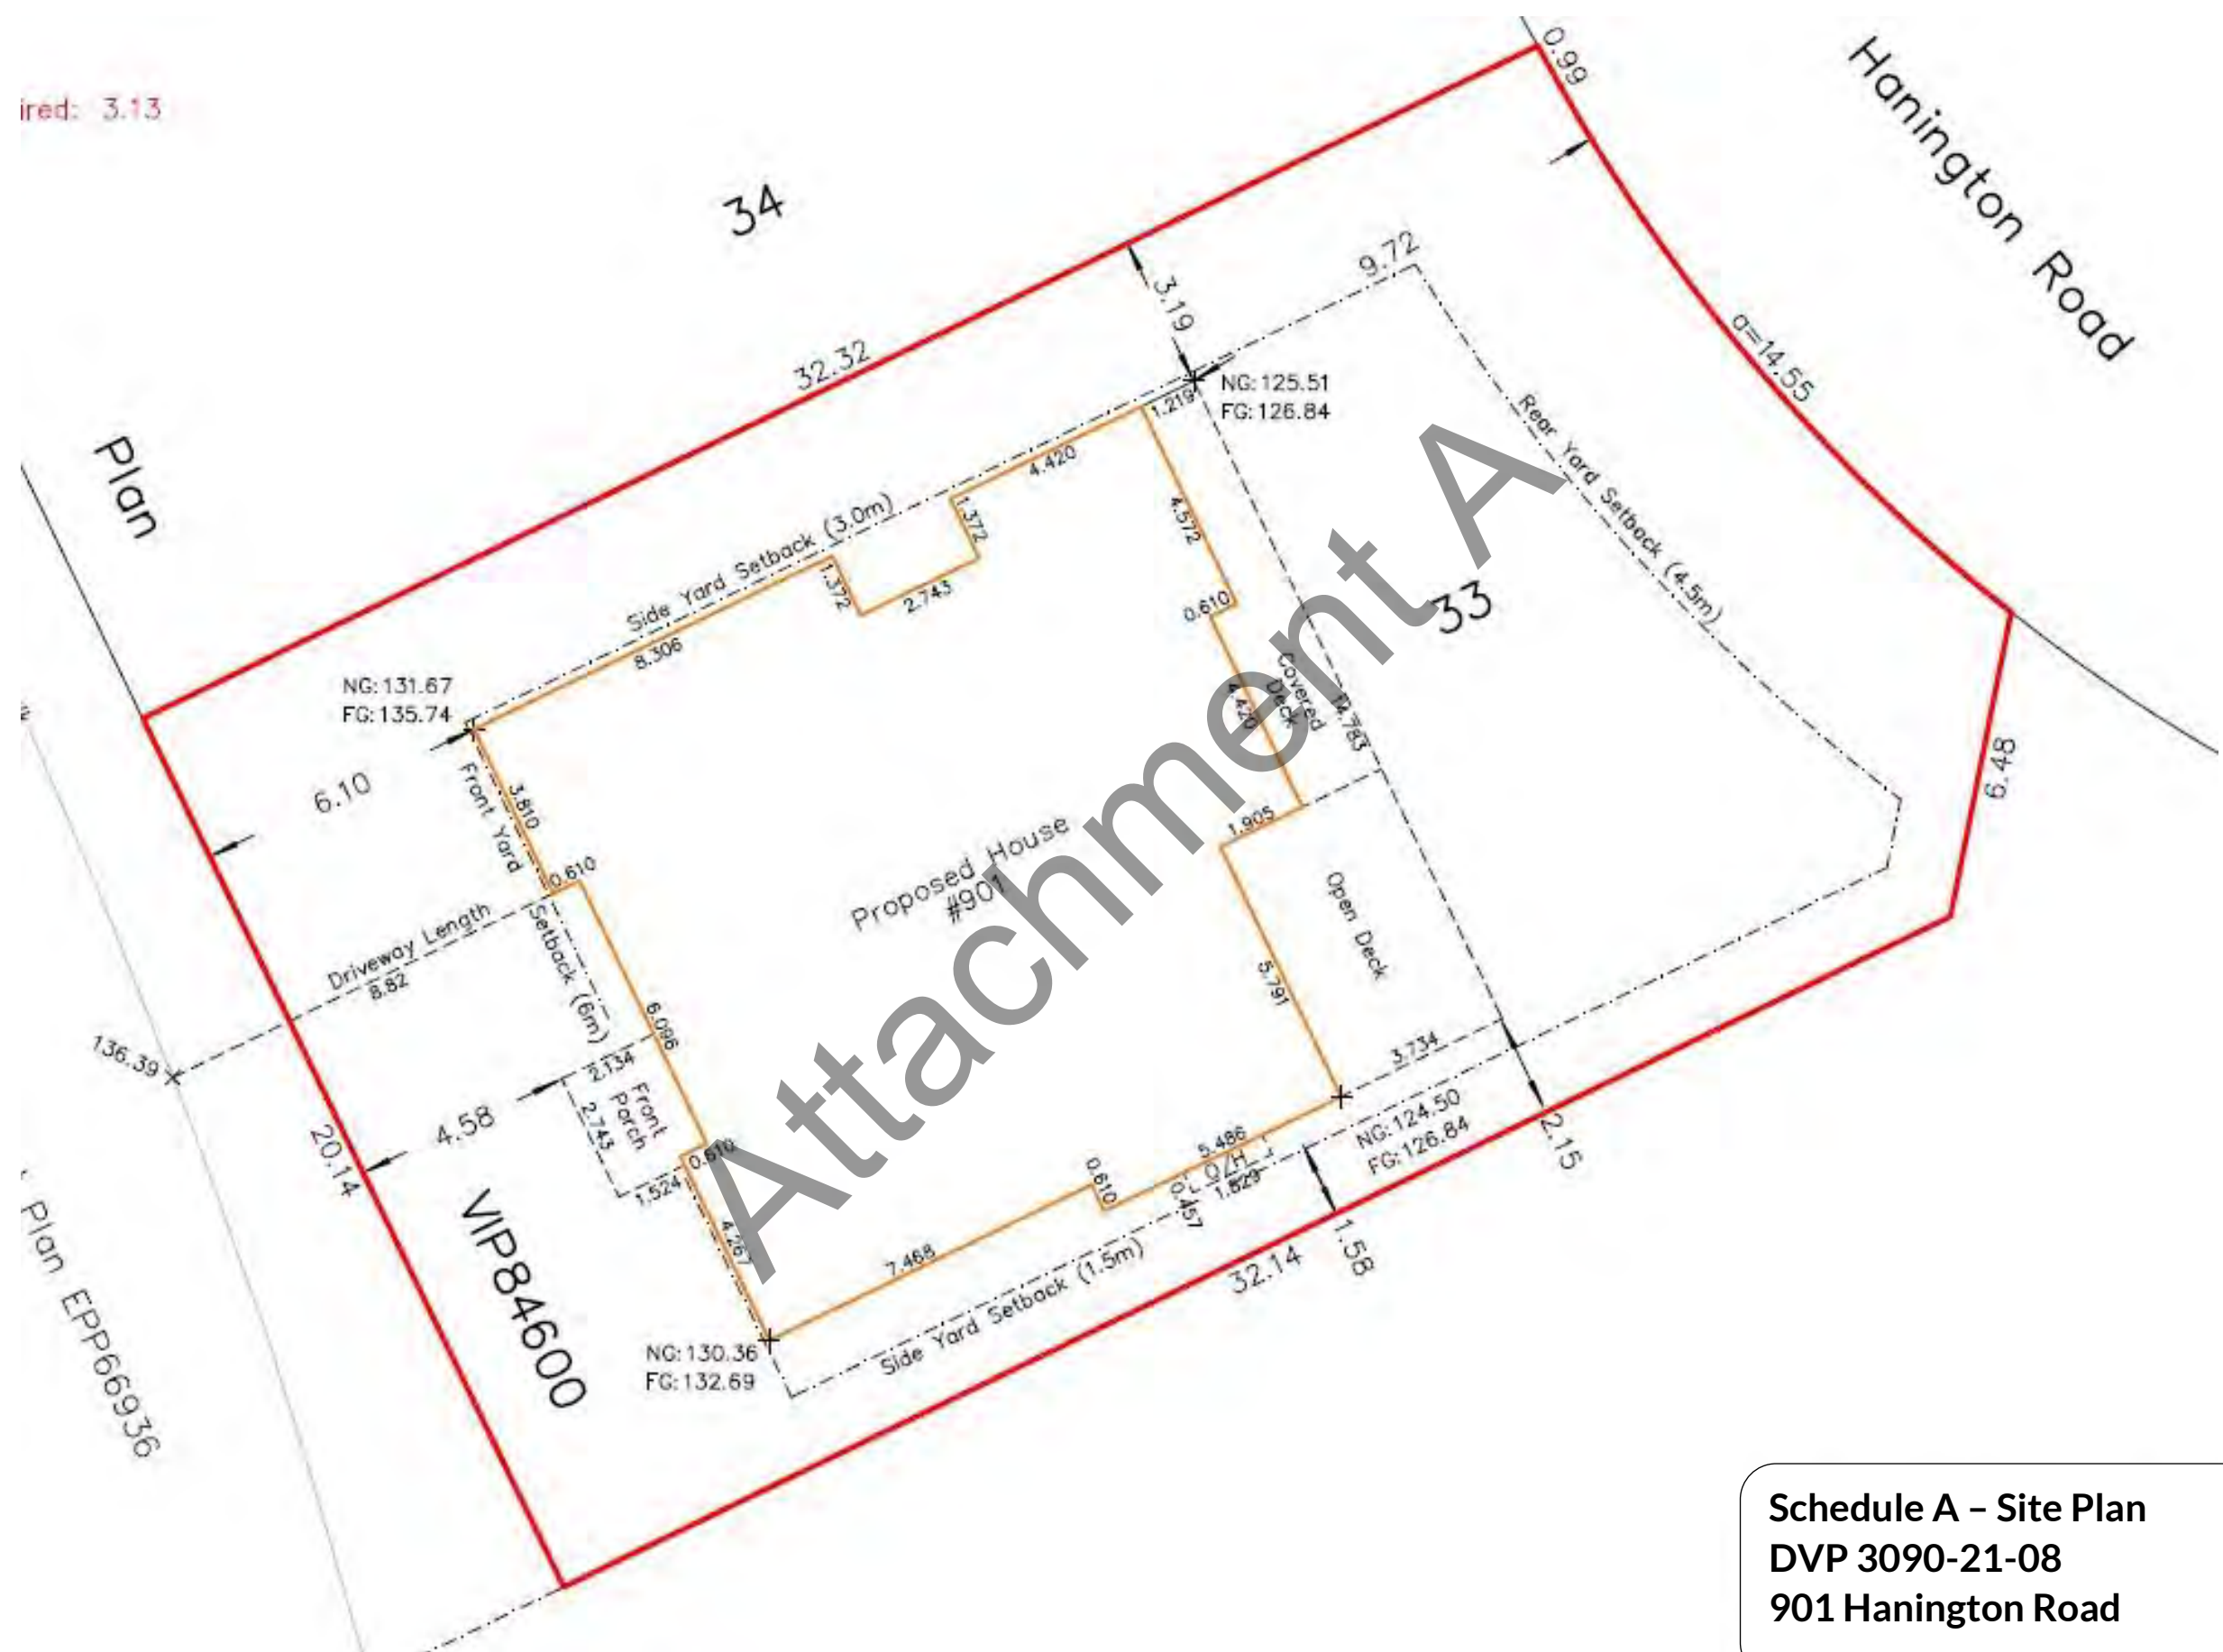 ired: 3.13
34
Hanington Road
0.99
a=14.55
9.72
3.19
32.32
Plan
NG: 125.51
FG: 126.84
1.219
4.420
1.372
Side Yard Setback (3.0m)
1.372
2.743
8.306
4.572
0.610
Rear Yard Setback (4.5m)
33
Covered
Deck
4.420
14.783
NG: 131.67
FG: 135.74
6.10
3.810
Front Yard
Setback (6m)
0.610
Proposed House
#901
1.905
Open Deck
5.791
6.48
Driveway Length
8.82
136.39
6.096
2.134
Front
Porch
2.743
4.58
0.610
1.524
4.267
20.14
VIP84600
3.734
NG: 124.50
FG: 126.84
2.15
5.486
O/H
1.829
0.457
0.610
7.468
Side Yard Setback (1.5m)
32.14
1.58
NG: 130.36
FG: 132.69
Plan EPP66936
Attachment A
Schedule A – Site Plan
DVP 3090-21-08
901 Hanington Road